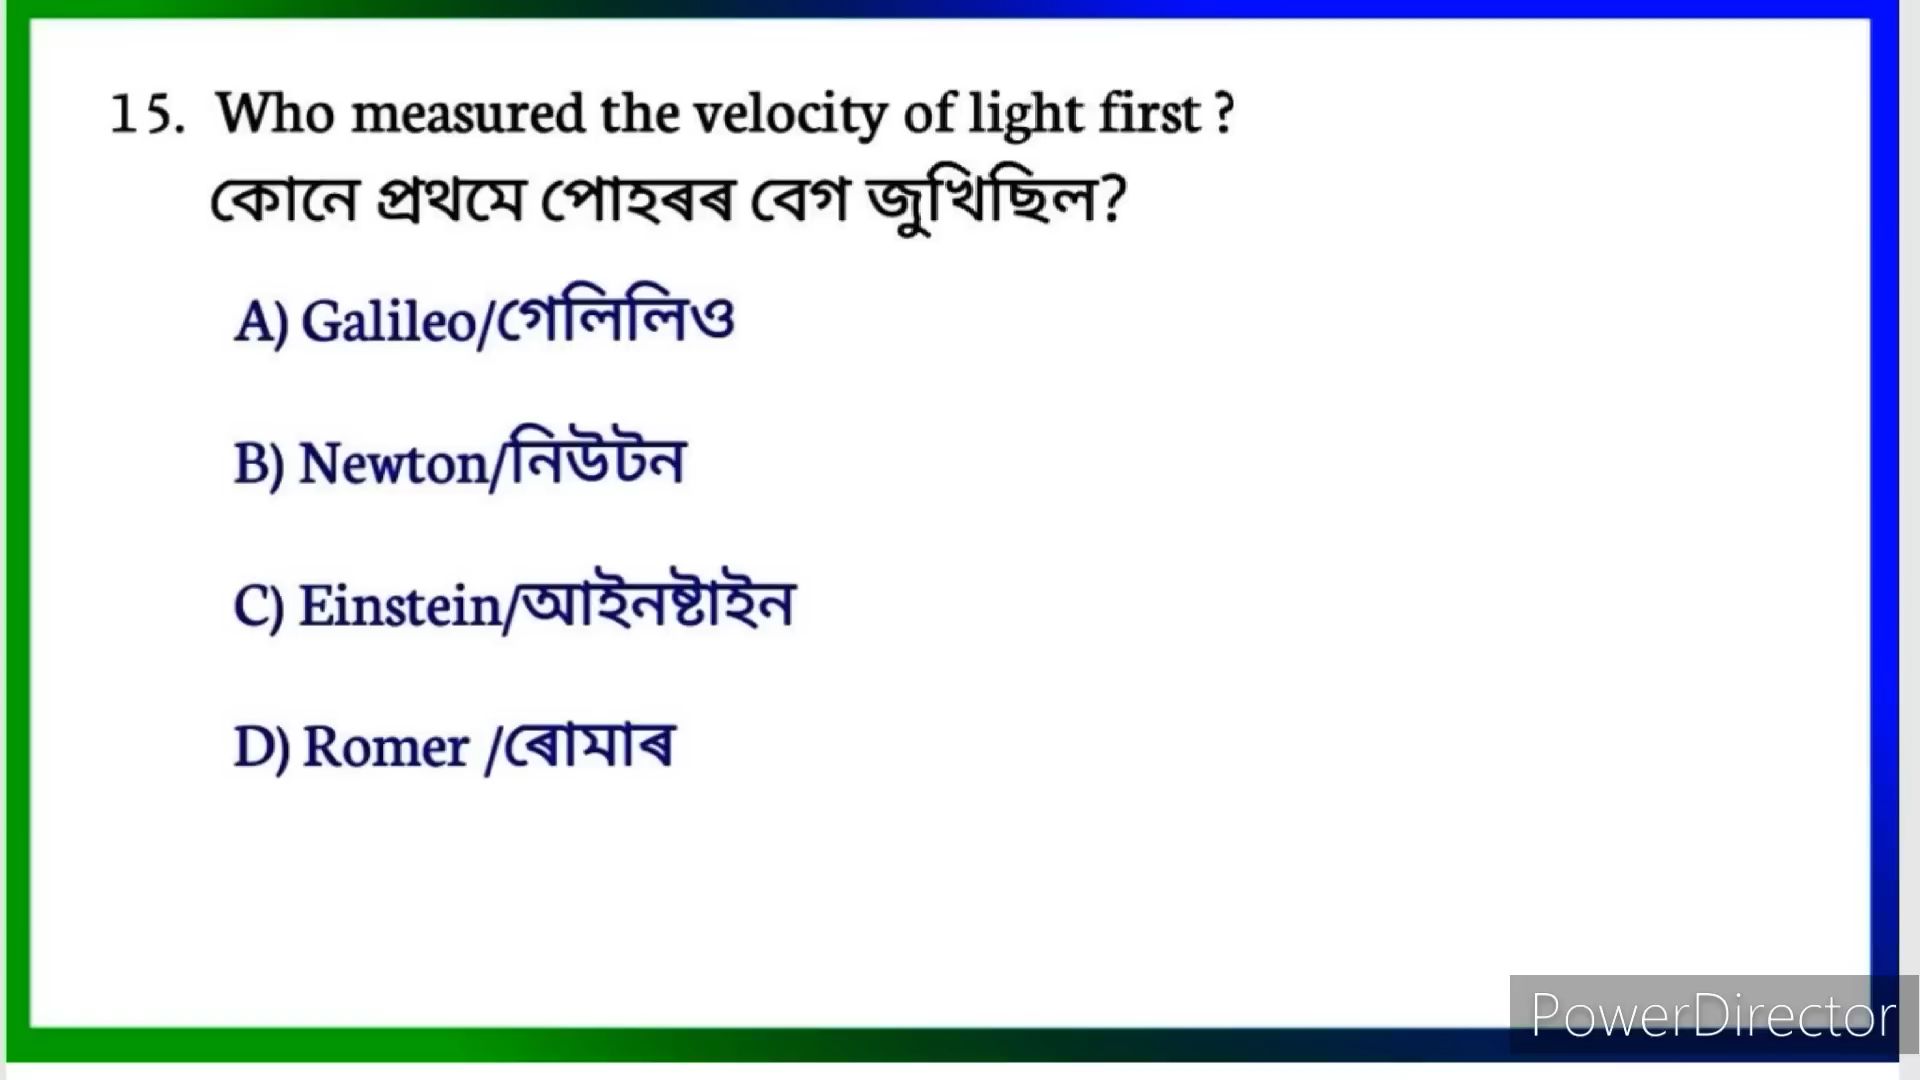 15. Who measured the velocity of light first ?
কোনে প্ৰথমে পোহৰৰ বেগ জুখিছিল?
A) Galileo/গেলিলিও
B) Newton/নিউটন
C) Einstein/আইনষ্টাইন
D) Romer /ৰোমাৰ
PowerDirector